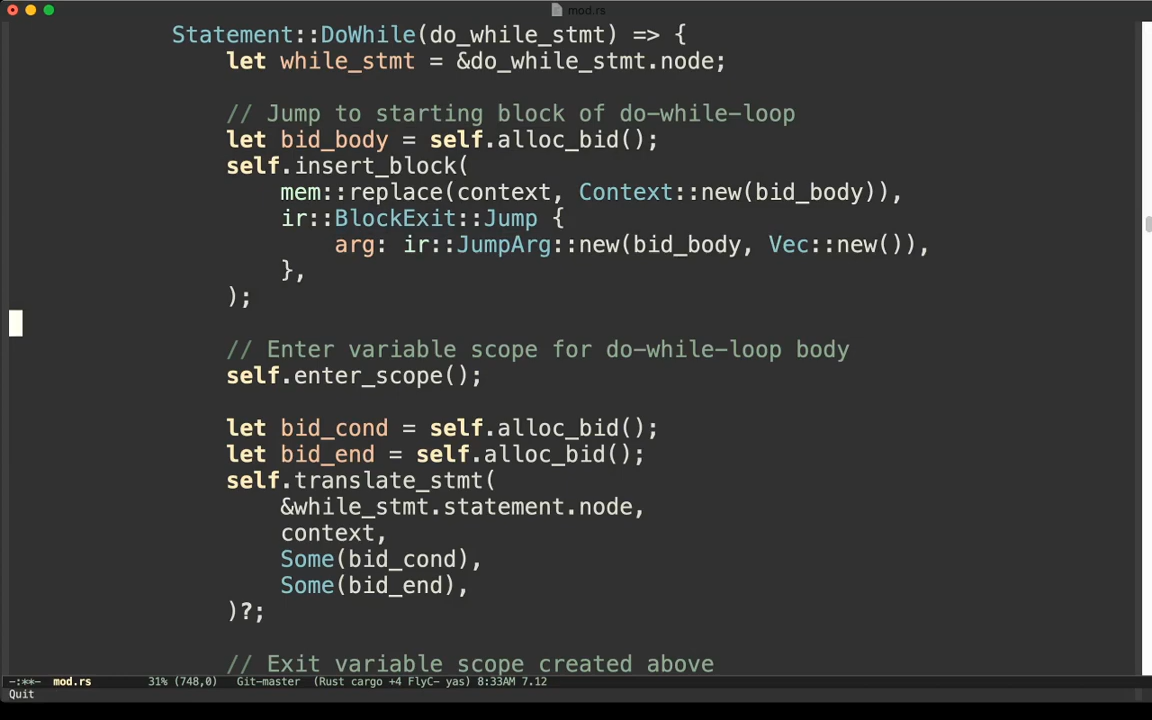 mod.rs
Statement::DoWhile(do_while_stmt) => {
let while_stmt = &do_while_stmt.node;
// Jump to starting block of do-while-loop
let bid_body = self.alloc_bid();
self.insert_block(
mem::replace(context, Context::new(bid_body)),
ir::BlockExit::Jump {
arg: ir::JumpArg::new(bid_body, Vec::new()),
},
);
// Enter variable scope for do-while-loop body
self.enter_scope();
let bid_cond = self.alloc_bid();
let bid_end = self.alloc_bid();
self.translate_stmt(
&while_stmt.statement.node,
context,
Some(bid_cond),
Some(bid_end),
)?;
// Exit variable scope created above
-:**- mod.rs 31% (748,0) Git-master (Rust cargo +4 FlyC- yas) 8:33AM 7.12
Quit